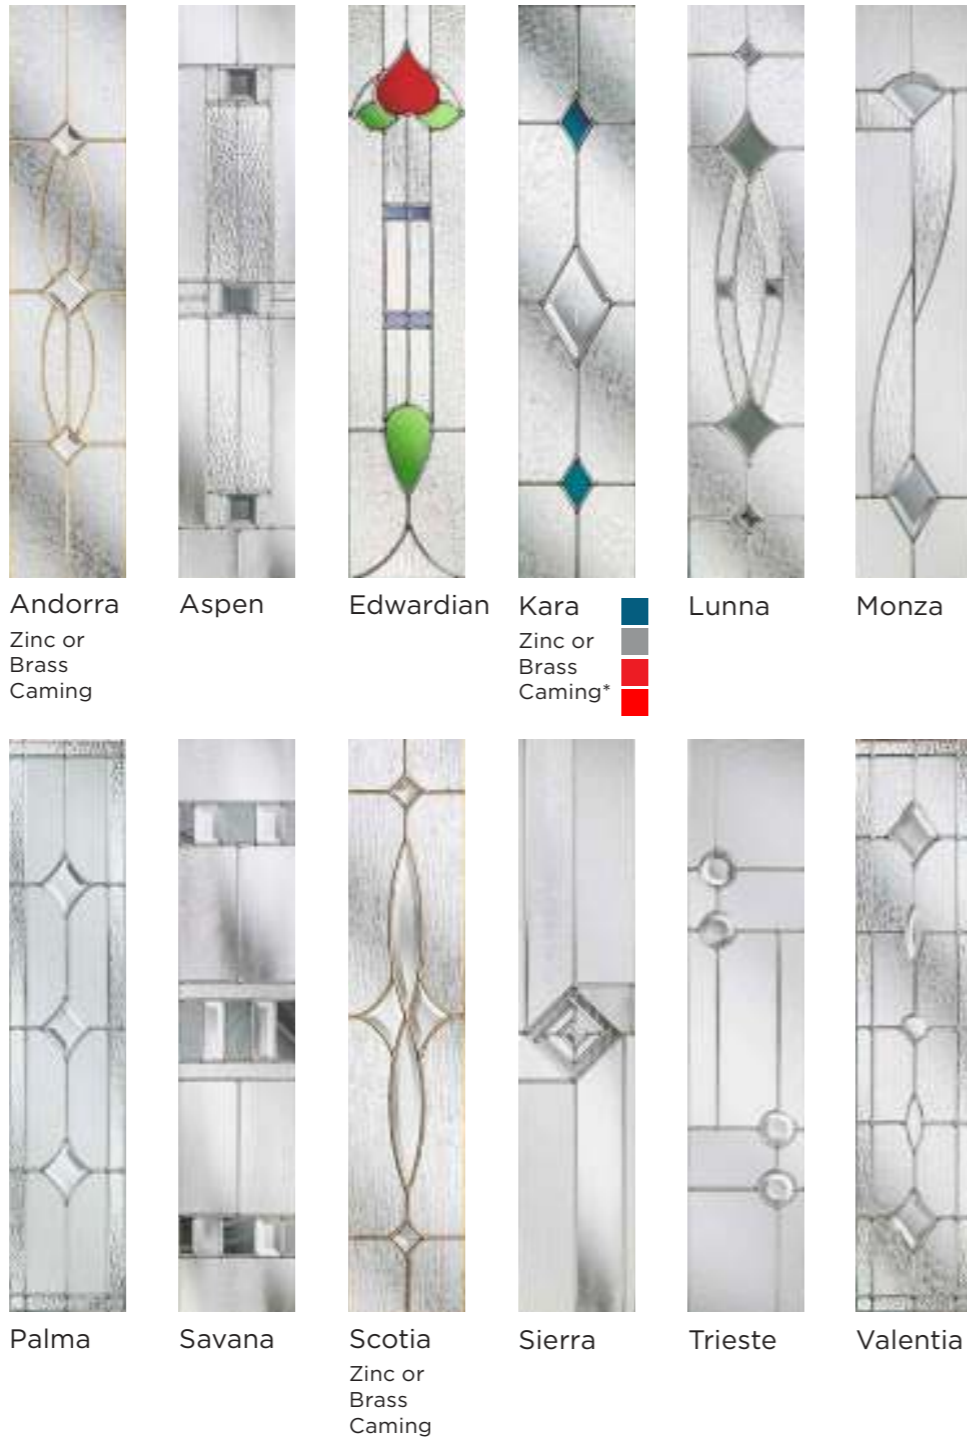 Andorra
Zinc or
Brass
Caming
Aspen
Edwardian
Kara
Zinc or
Brass
Caming*
Lunna
Monza
Palma
Savana
Scotia
Zinc or
Brass
Caming
Sierra
Trieste
Valentia